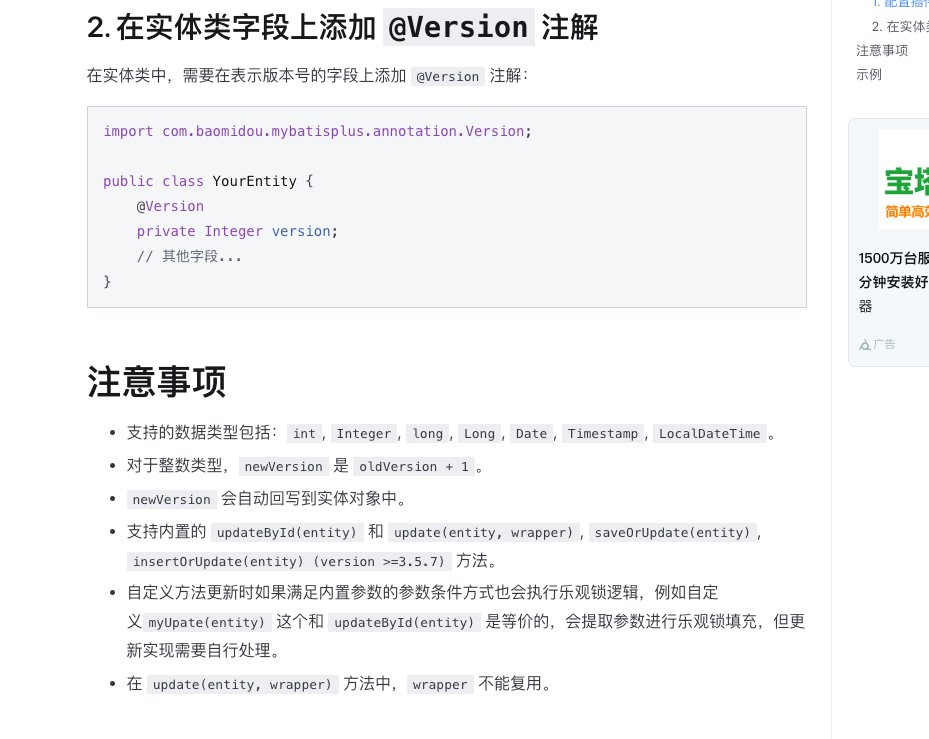 2. 在实体类字段上添加 @Version 注解
在实体类中，需要在表示版本号的字段上添加 @Version 注解：
import com.baomidou.mybatisplus.annotation.Version;
public class YourEntity {
@Version
private Integer version;
// 其他字段...
}
注意事项
支持的数据类型包括： int, Integer, long, Long, Date, Timestamp, LocalDateTime。
对于整数类型，newVersion 是 oldVersion + 1。
newVersion 会自动回写到实体对象中。
支持内置的 updateById(entity) 和 update(entity, wrapper), saveOrUpdate(entity),
insertOrUpdate(entity) (version >=3.5.7) 方法。
自定义方法更新时如果满足内置参数的参数条件方式也会执行乐观锁逻辑，例如自定
义myUpate(entity) 这个和 updateById(entity) 是等价的，会提取参数进行乐观锁填充，但更
新实现需要自行处理。
在 update(entity, wrapper) 方法中，wrapper 不能复用。
1. 配置插件
2. 在实体类
注意事项
示例
宝塔
简单高效
1500万台服
分钟安装好
器
广告